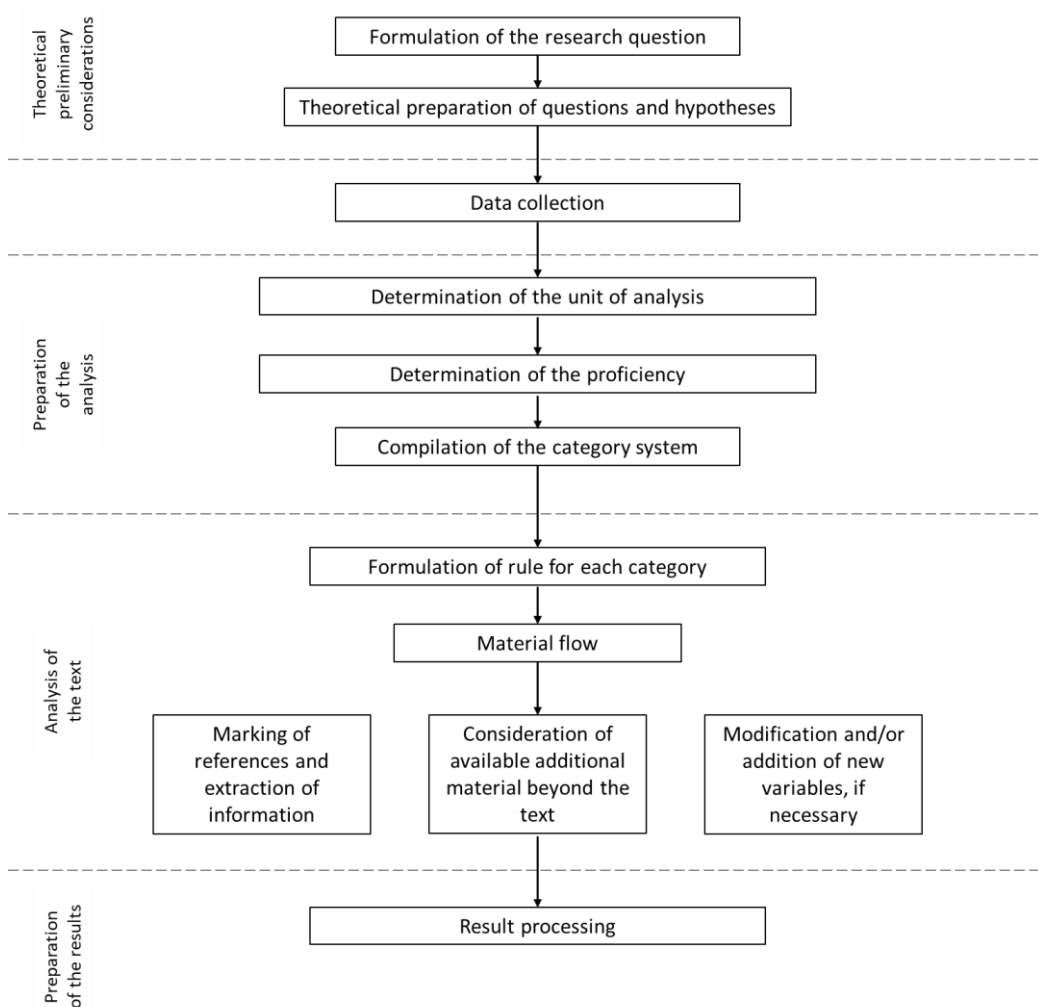 Theoretical
preliminary
considerations
Formulation of the research question
Theoretical preparation of questions and hypotheses
Data collection
Preparation
of the
analysis
Determination of the unit of analysis
Determination of the proficiency
Compilation of the category system
Analysis of
the text
Formulation of rule for each category
Material flow
Marking of
references and
extraction of
information
Consideration of
available additional
material beyond the
text
Modification and/or
addition of new
variables, if
necessary
Preparation
of the results
Result processing